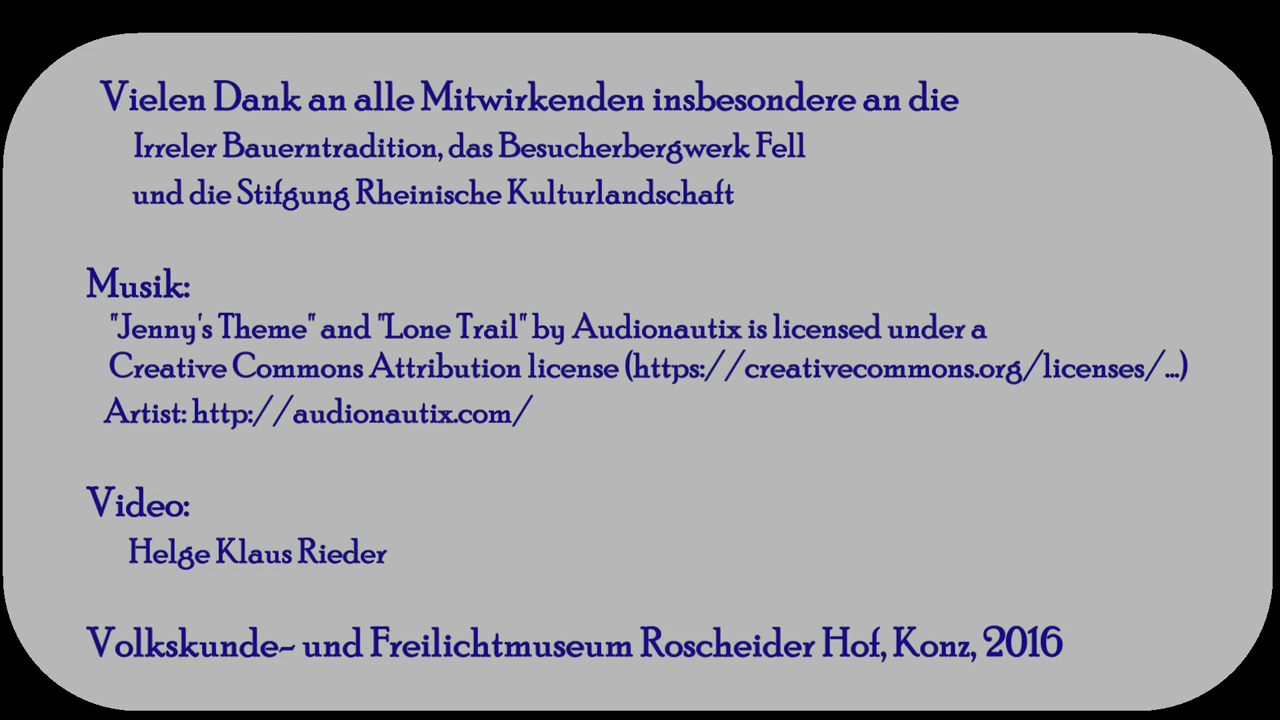 Vielen Dank an alle Mitwirkenden insbesondere an die
Irreler Bauerntradition, das Besucherbergwerk Fell
und die Stifgung Rheinische Kulturlandschaft
Musik:
"Jenny's Theme" and "Lone Trail" by Audionautix is licensed under a
Creative Commons Attribution license (https://creativecommons.org/licenses/...)
Artist: http://audionautix.com/
Video:
Helge Klaus Rieder
Volkskunde- und Freilichtmuseum Roscheider Hof, Konz, 2016